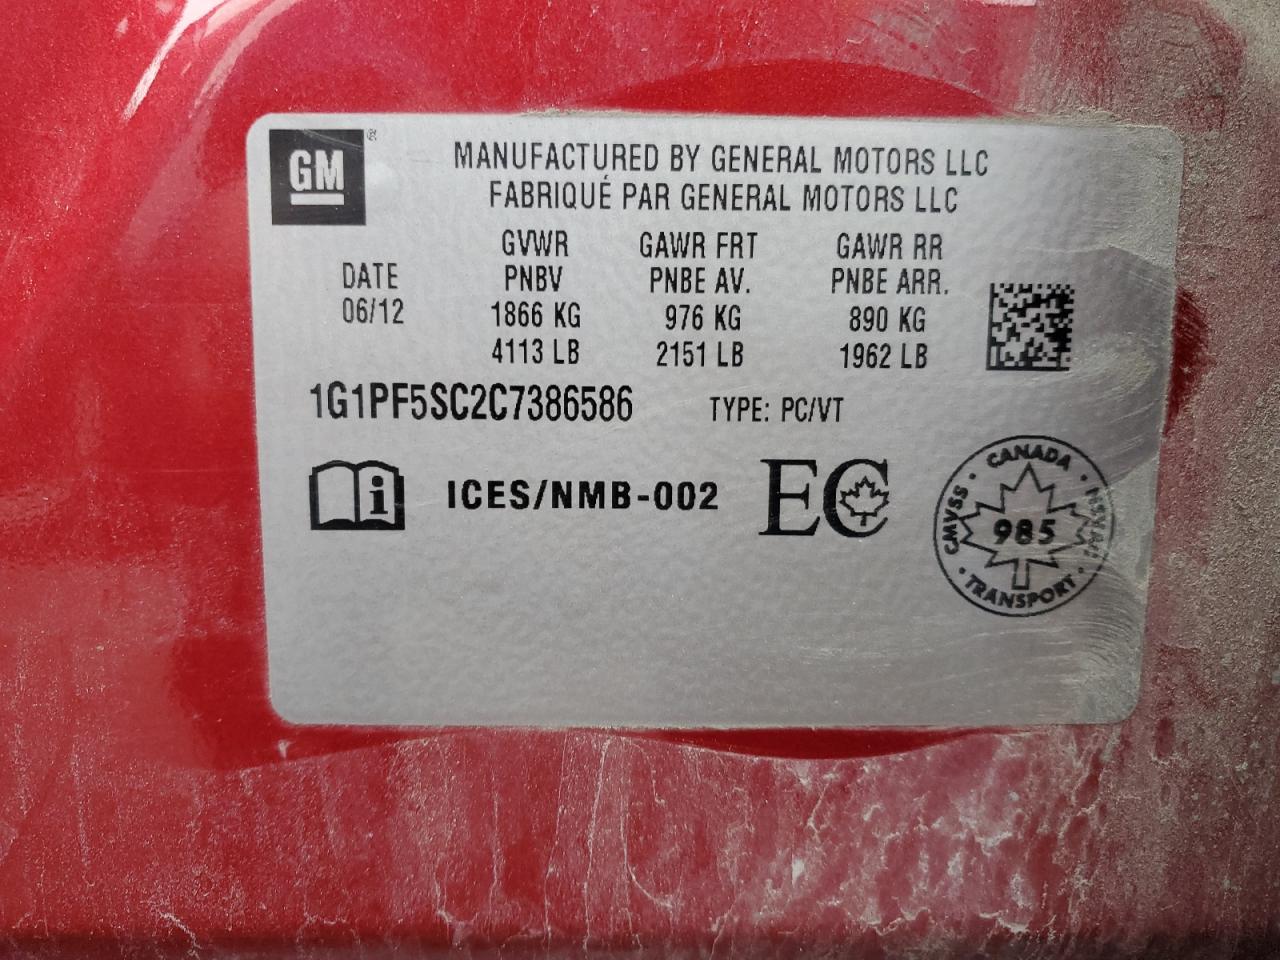 GM ®
MANUFACTURED BY GENERAL MOTORS LLC
FABRIQUÉ PAR GENERAL MOTORS LLC
GVWR GAWR FRT GAWR RR
DATE PNBV PNBE AV. PNBE ARR.
06/12 1866 KG 976 KG 890 KG
4113 LB 2151 LB 1962 LB
1G1PF5SC2C7386586 TYPE: PC/VT
i ICES/NMB-002 EC
CANADA
CMVSS 985 NSVAC
TRANSPORT